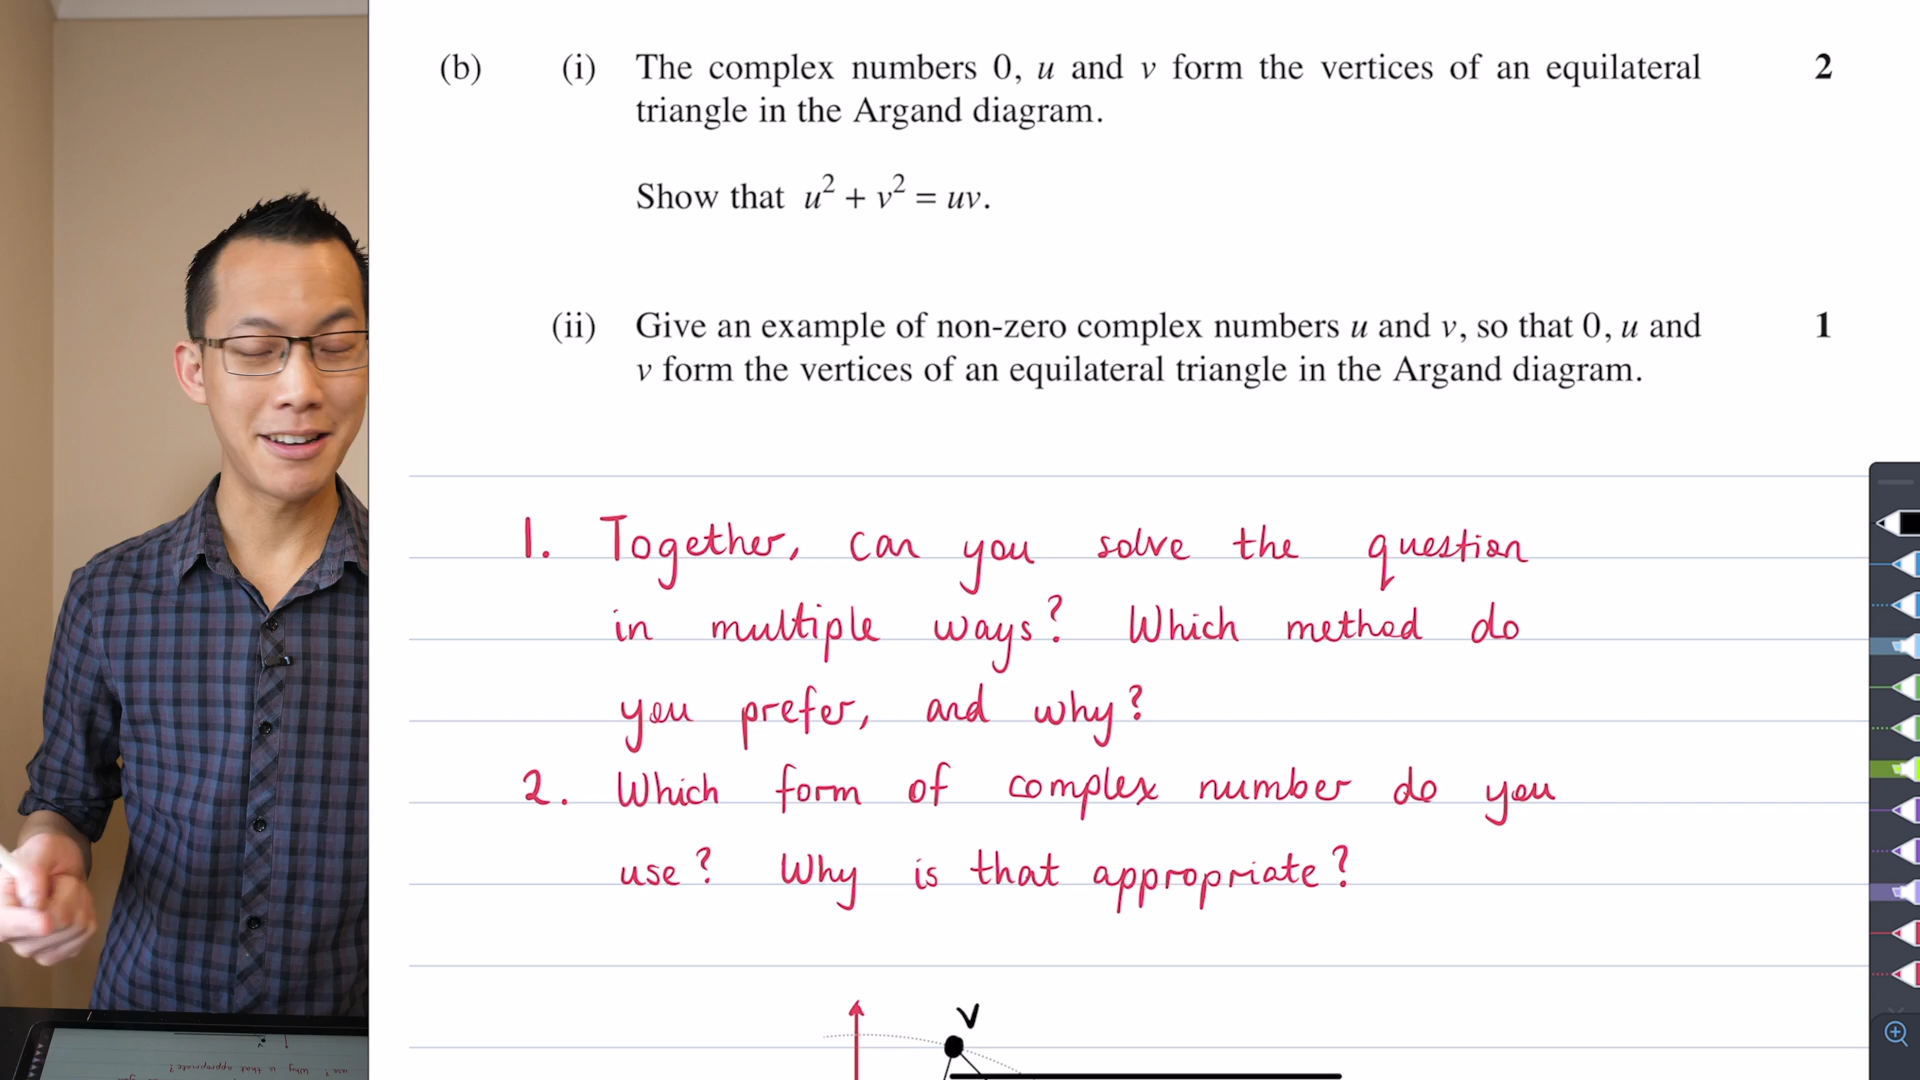 (b) (i) The complex numbers 0, u and v form the vertices of an equilateral 2
triangle in the Argand diagram.
Show that u² + v² = uv.
(ii) Give an example of non-zero complex numbers u and v, so that 0, u and 1
v form the vertices of an equilateral triangle in the Argand diagram.
1. Together, can you solve the question
in multiple ways? Which method do
you prefer, and why?
2. Which form of complex number do you
use? Why is that appropriate?
v